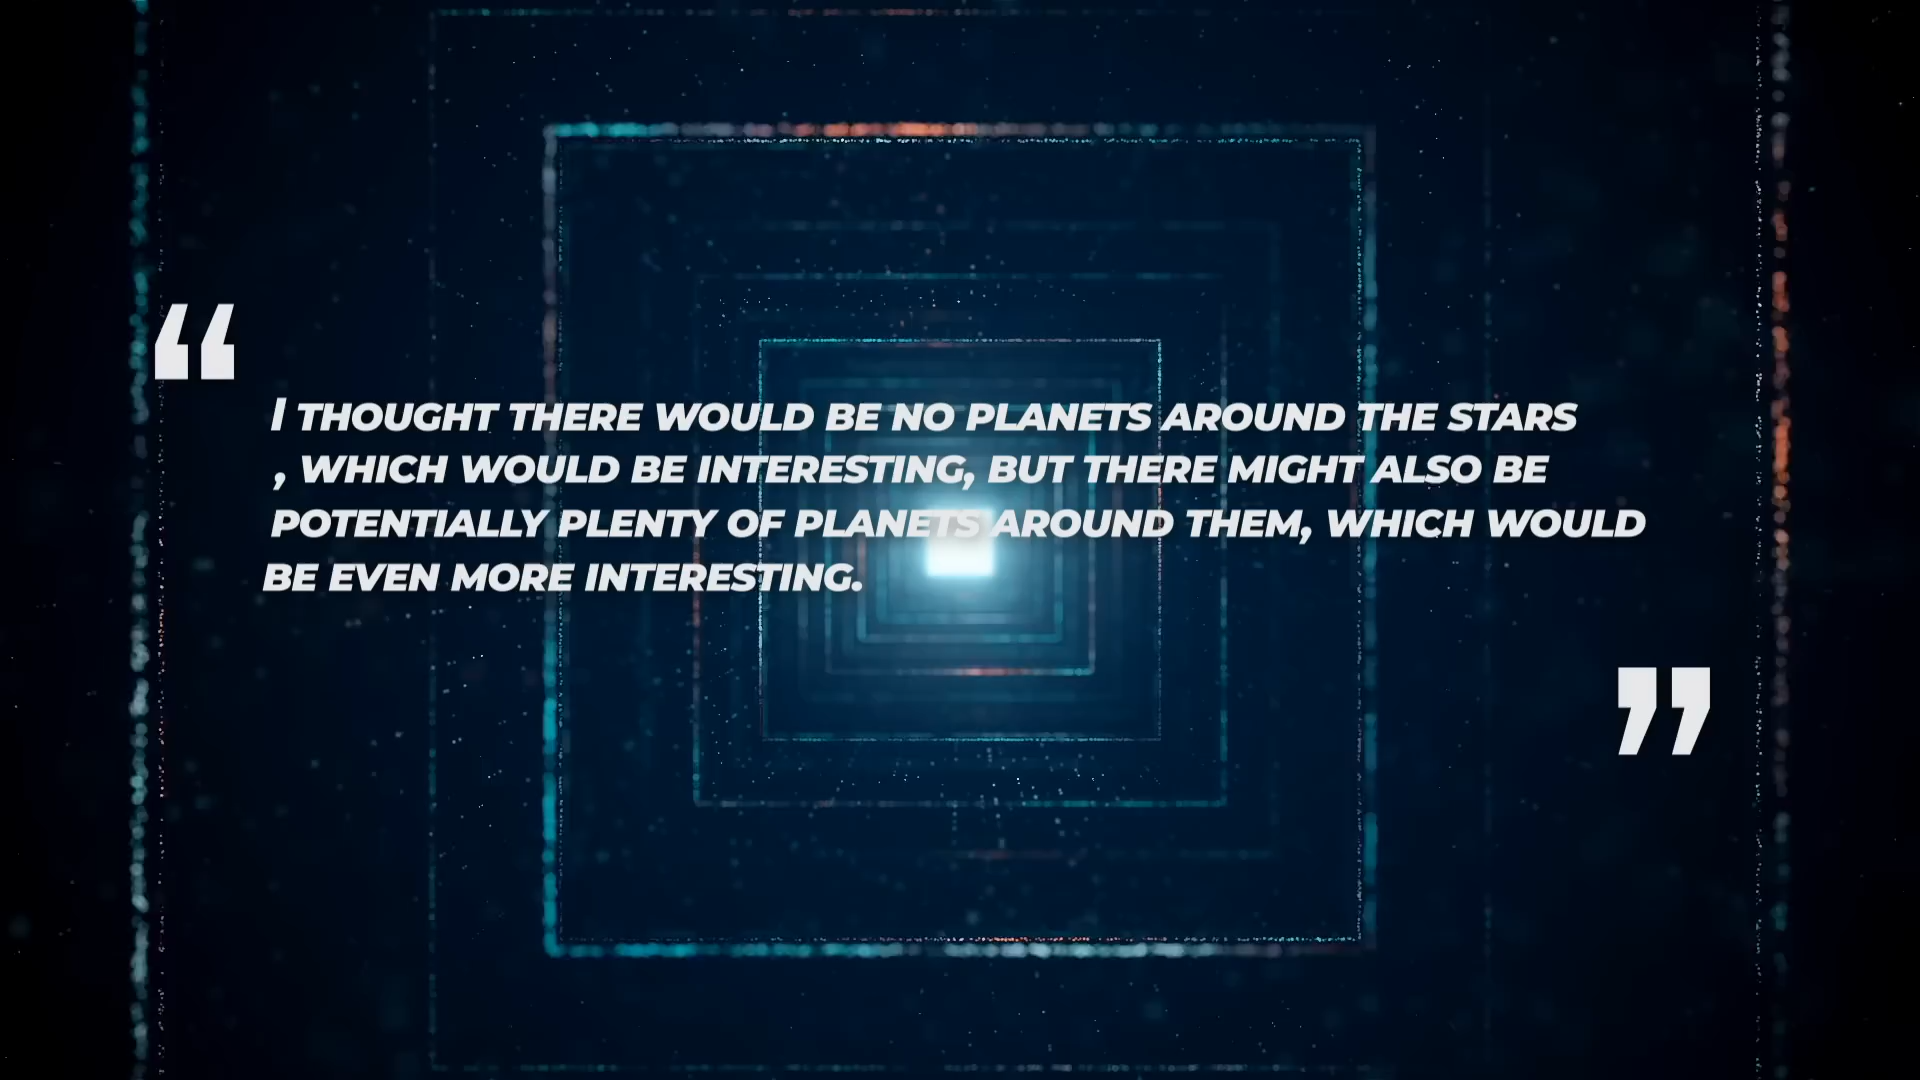 “
I THOUGHT THERE WOULD BE NO PLANETS AROUND THE STARS
, WHICH WOULD BE INTERESTING, BUT THERE MIGHT ALSO BE
POTENTIALLY PLENTY OF PLANETS AROUND THEM, WHICH WOULD
BE EVEN MORE INTERESTING.
”